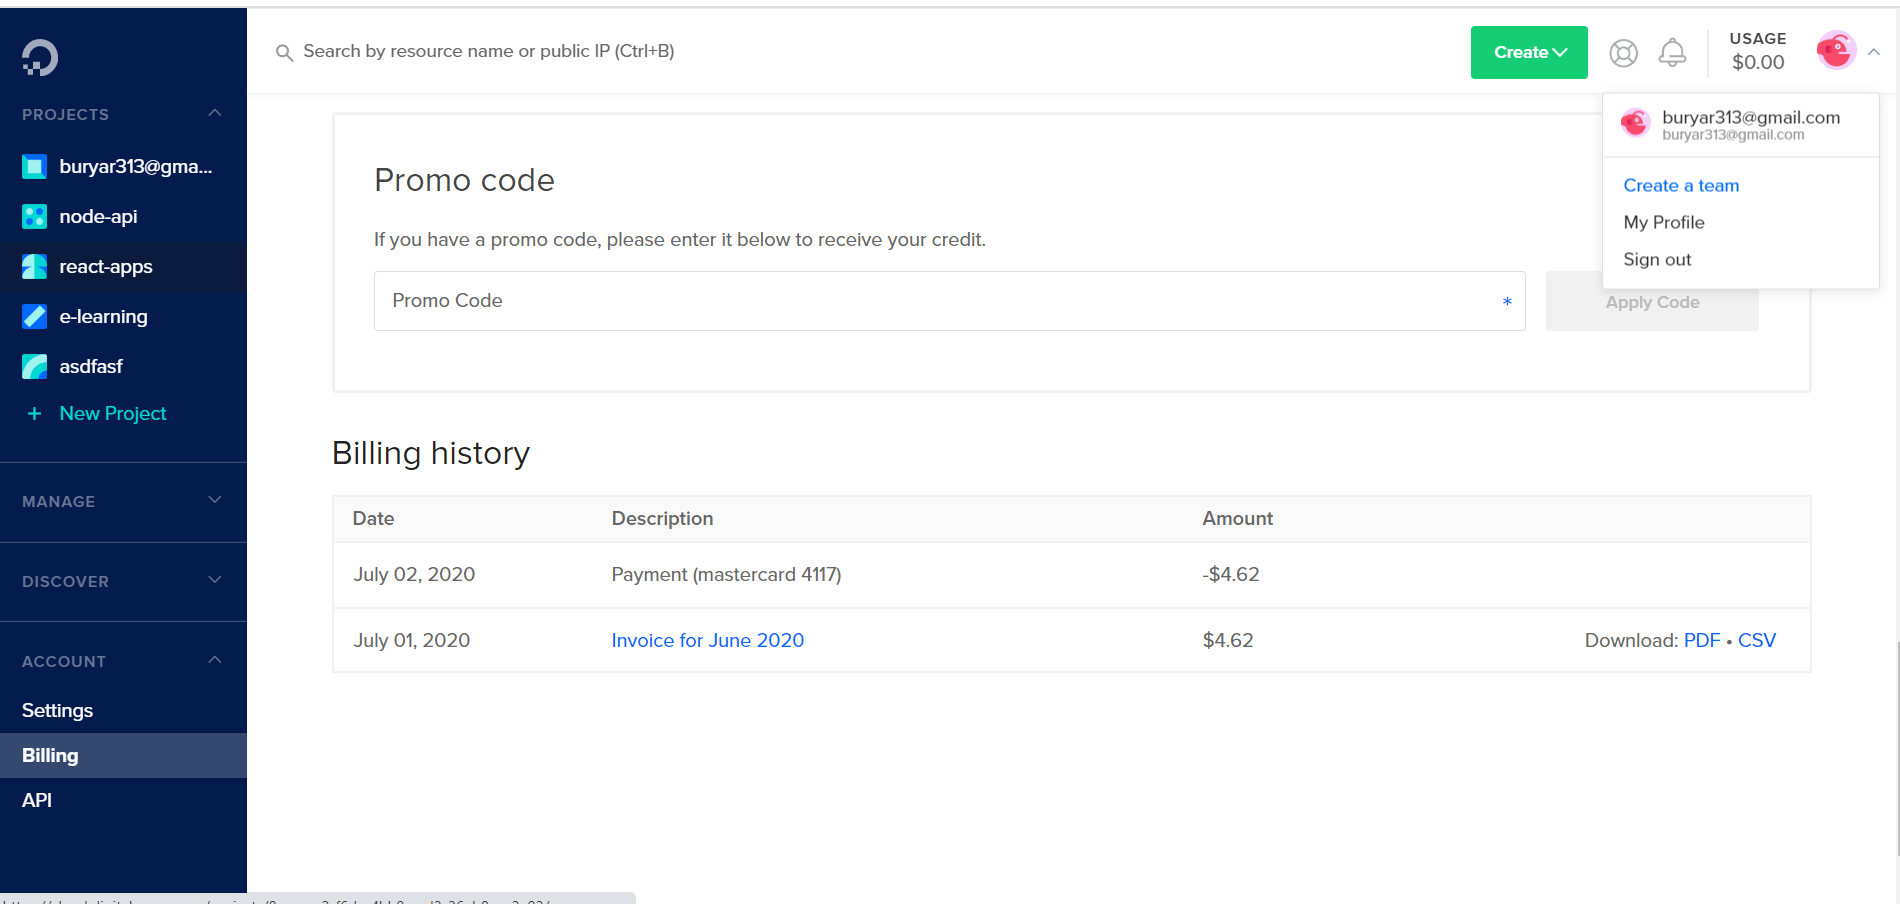 Search by resource name or public IP (Ctrl+B)
Create
USAGE
$0.00
PROJECTS
buryar313@gma...
node-api
react-apps
e-learning
asdfasf
+ New Project
MANAGE
DISCOVER
ACCOUNT
Settings
Billing
API
buryar313@gmail.com
buryar313@gmail.com
Create a team
My Profile
Sign out
Promo code
If you have a promo code, please enter it below to receive your credit.
Promo Code *
Apply Code
Billing history
Date Description Amount
July 02, 2020 Payment (mastercard 4117) -$4.62
July 01, 2020 Invoice for June 2020 $4.62 Download: PDF • CSV